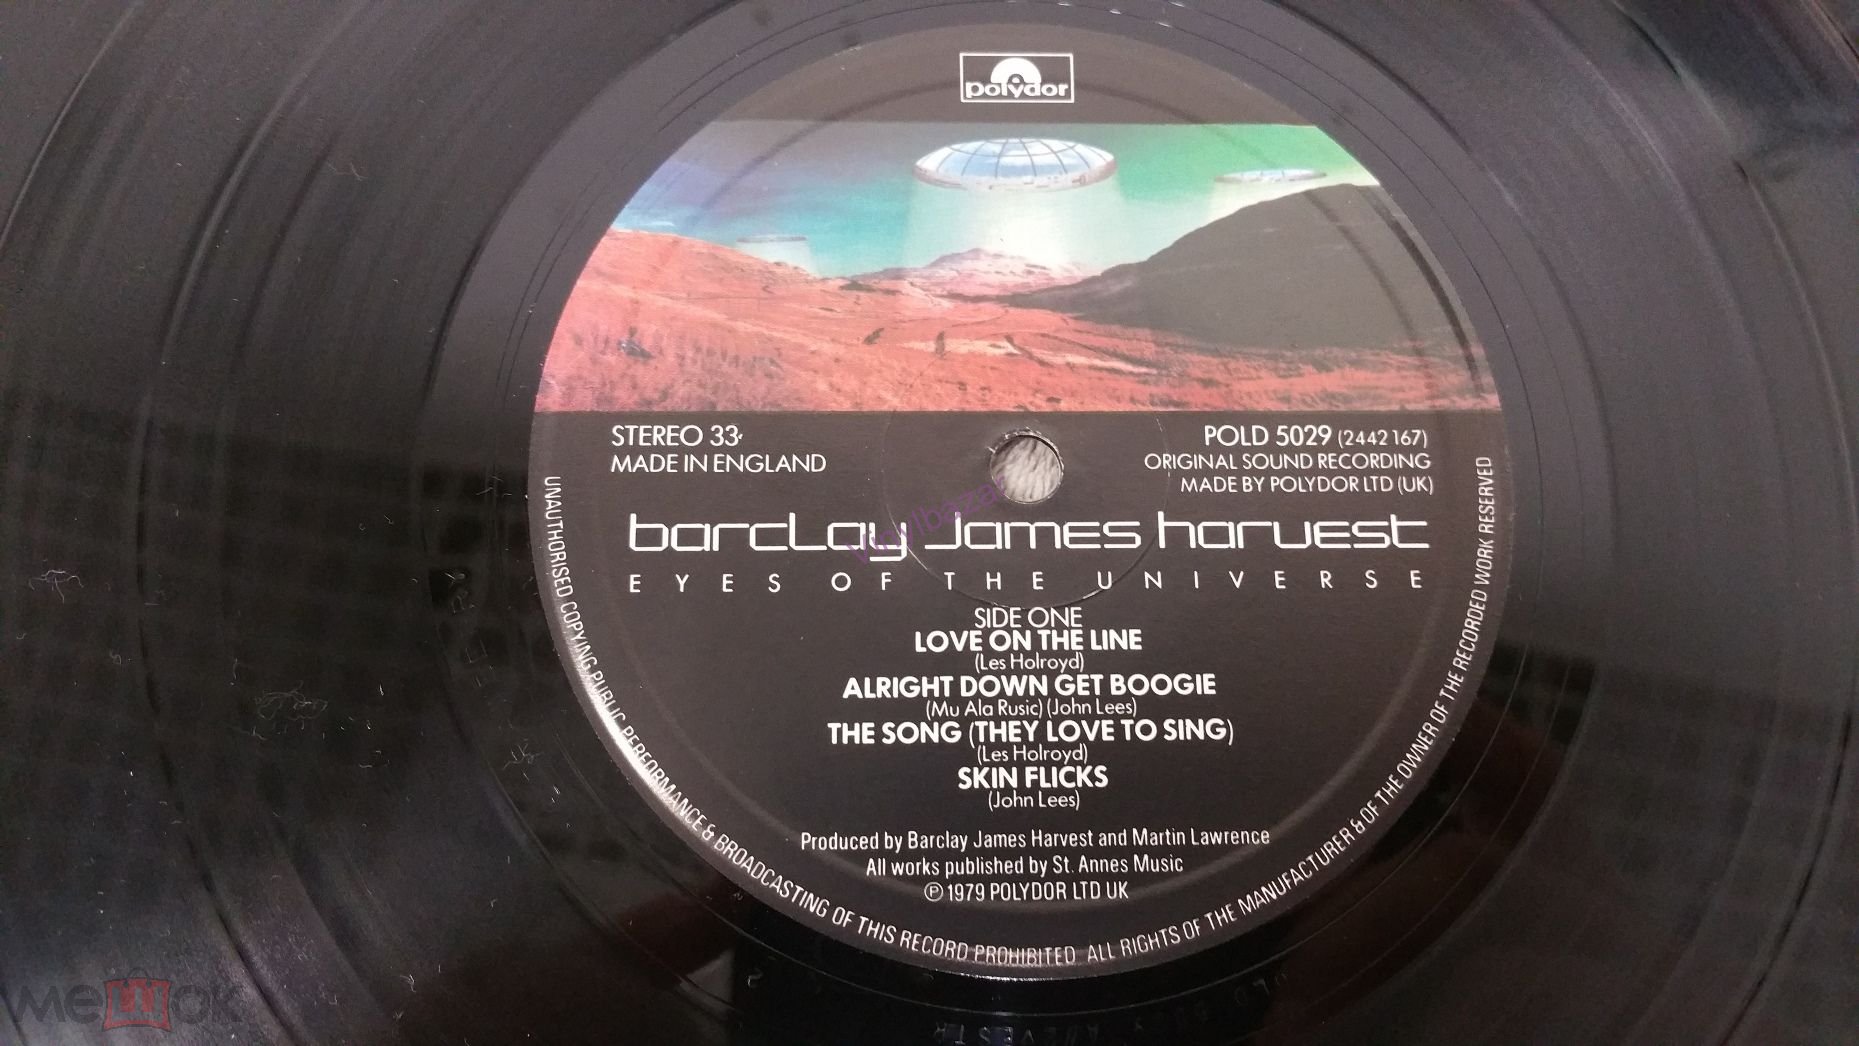 polydor
STEREO 33
MADE IN ENGLAND
POLD 5029 (2442 167)
ORIGINAL SOUND RECORDING
MADE BY POLYDOR LTD (UK)
barclay James harvest
EYES OF THE UNIVERSE
SIDE ONE
LOVE ON THE LINE
(Les Holroyd)
ALRIGHT DOWN GET BOOGIE
(Mu Ala Rusic) (John Lees)
THE SONG (THEY LOVE TO SING)
(Les Holroyd)
SKIN FLICKS
(John Lees)
Produced by Barclay James Harvest and Martin Lawrence
All works published by St. Annes Music
℗ 1979 POLYDOR LTD UK
UNAUTHORISED COPYING PUBLIC PERFORMANCE & BROADCASTING OF THIS RECORD PROHIBITED. ALL RIGHTS OF THE MANUFACTURER & OF THE OWNER OF THE RECORDED WORK RESERVED
Vinylbazar
мешок